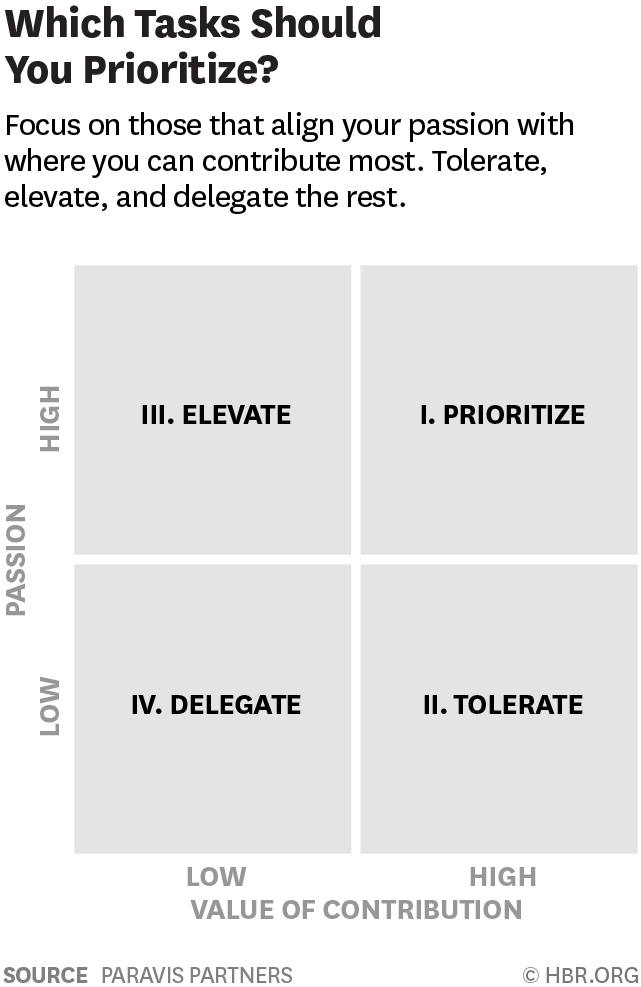 Which Tasks Should
You Prioritize?
Focus on those that align your passion with
where you can contribute most. Tolerate,
elevate, and delegate the rest.
PASSION
HIGH
III. ELEVATE
I. PRIORITIZE
LOW
IV. DELEGATE
II. TOLERATE
LOW
HIGH
VALUE OF CONTRIBUTION
SOURCE PARAVIS PARTNERS
© HBR.ORG